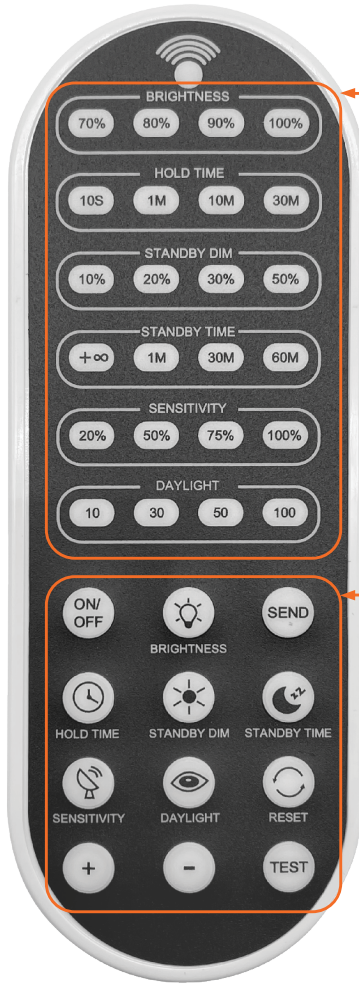 BRIGHTNESS
70% 80% 90% 100%
HOLD TIME
10S 1M 10M 30M
STANDBY DIM
10% 20% 30% 50%
STANDBY TIME
+∞ 1M 30M 60M
SENSITIVITY
20% 50% 75% 100%
DAYLIGHT
10 30 50 100
ON/
OFF
SEND
BRIGHTNESS
zz
HOLD TIME STANDBY DIM STANDBY TIME
SENSITIVITY DAYLIGHT RESET
+ - TEST